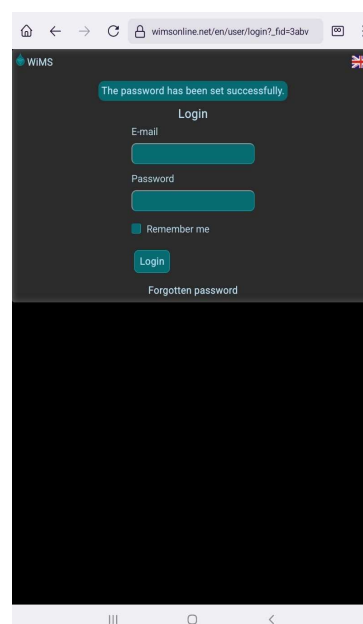 wimsonline.net/en/user/login?_fid=3abv
WiMS
The password has been set successfully.
Login
E-mail
Password
Remember me
Login
Forgotten password